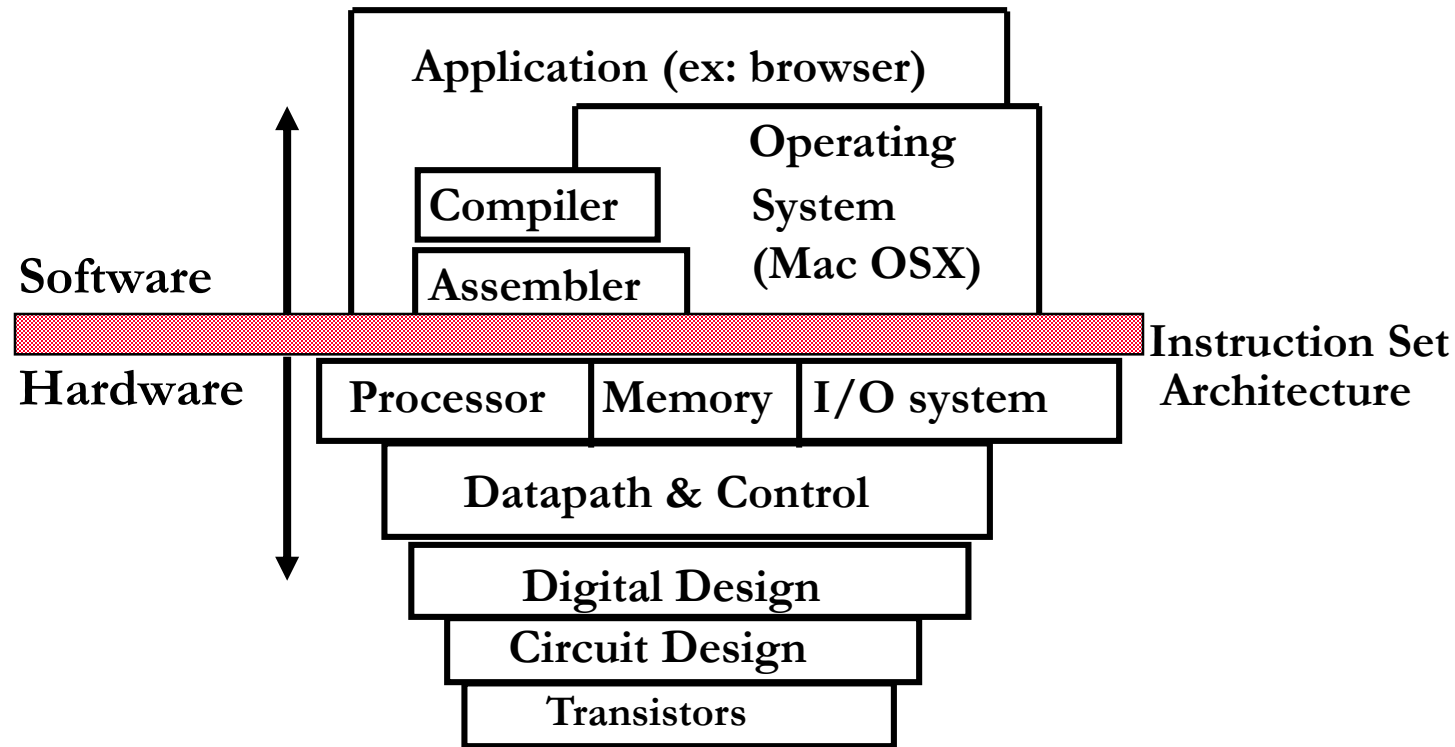 Application (ex: browser)
Operating
System
(Mac OSX)
Compiler
Assembler
Software
Hardware
Instruction Set
Architecture
Processor
Memory
I/O system
Datapath & Control
Digital Design
Circuit Design
Transistors